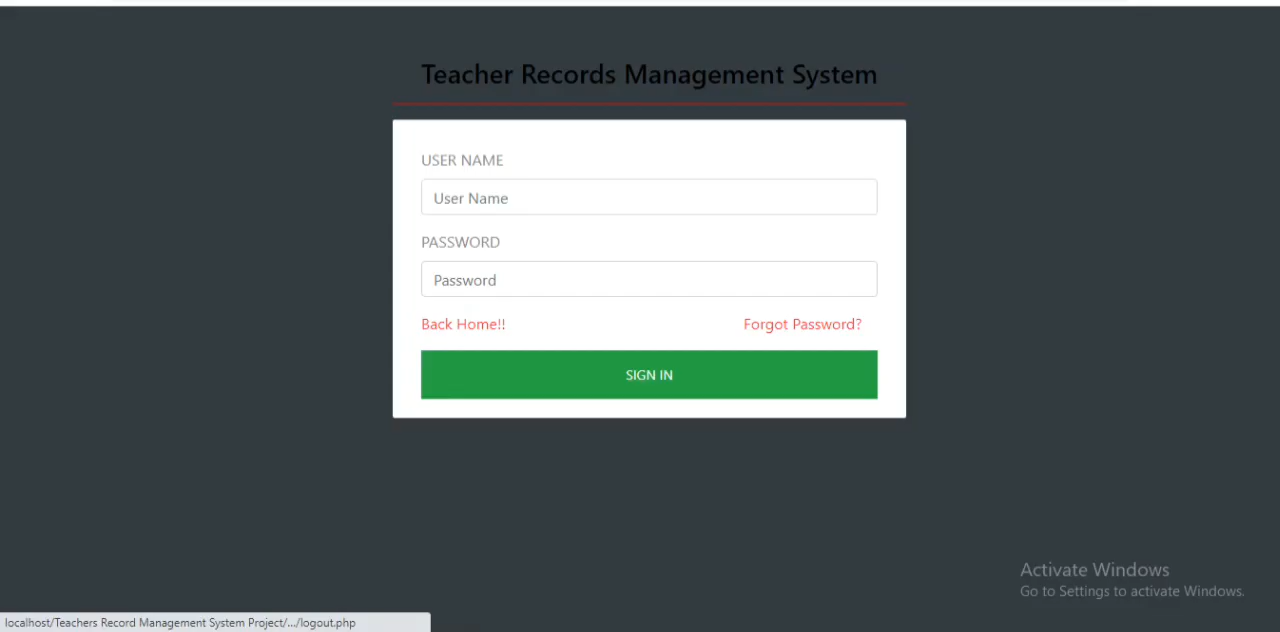 Teacher Records Management System
USER NAME
User Name
PASSWORD
Password
Back Home!! Forgot Password?
SIGN IN
Activate Windows
Go to Settings to activate Windows.
localhost/Teachers Record Management System Project/.../logout.php